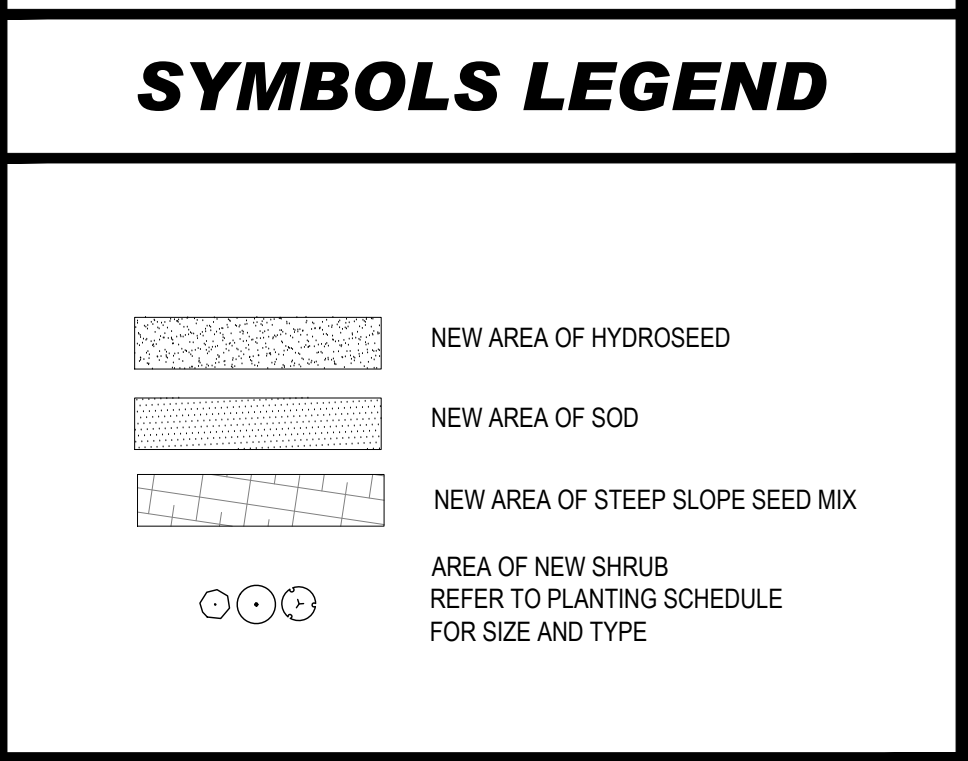 SYMBOLS LEGEND
NEW AREA OF HYDROSEED
NEW AREA OF SOD
NEW AREA OF STEEP SLOPE SEED MIX
AREA OF NEW SHRUB
REFER TO PLANTING SCHEDULE
FOR SIZE AND TYPE